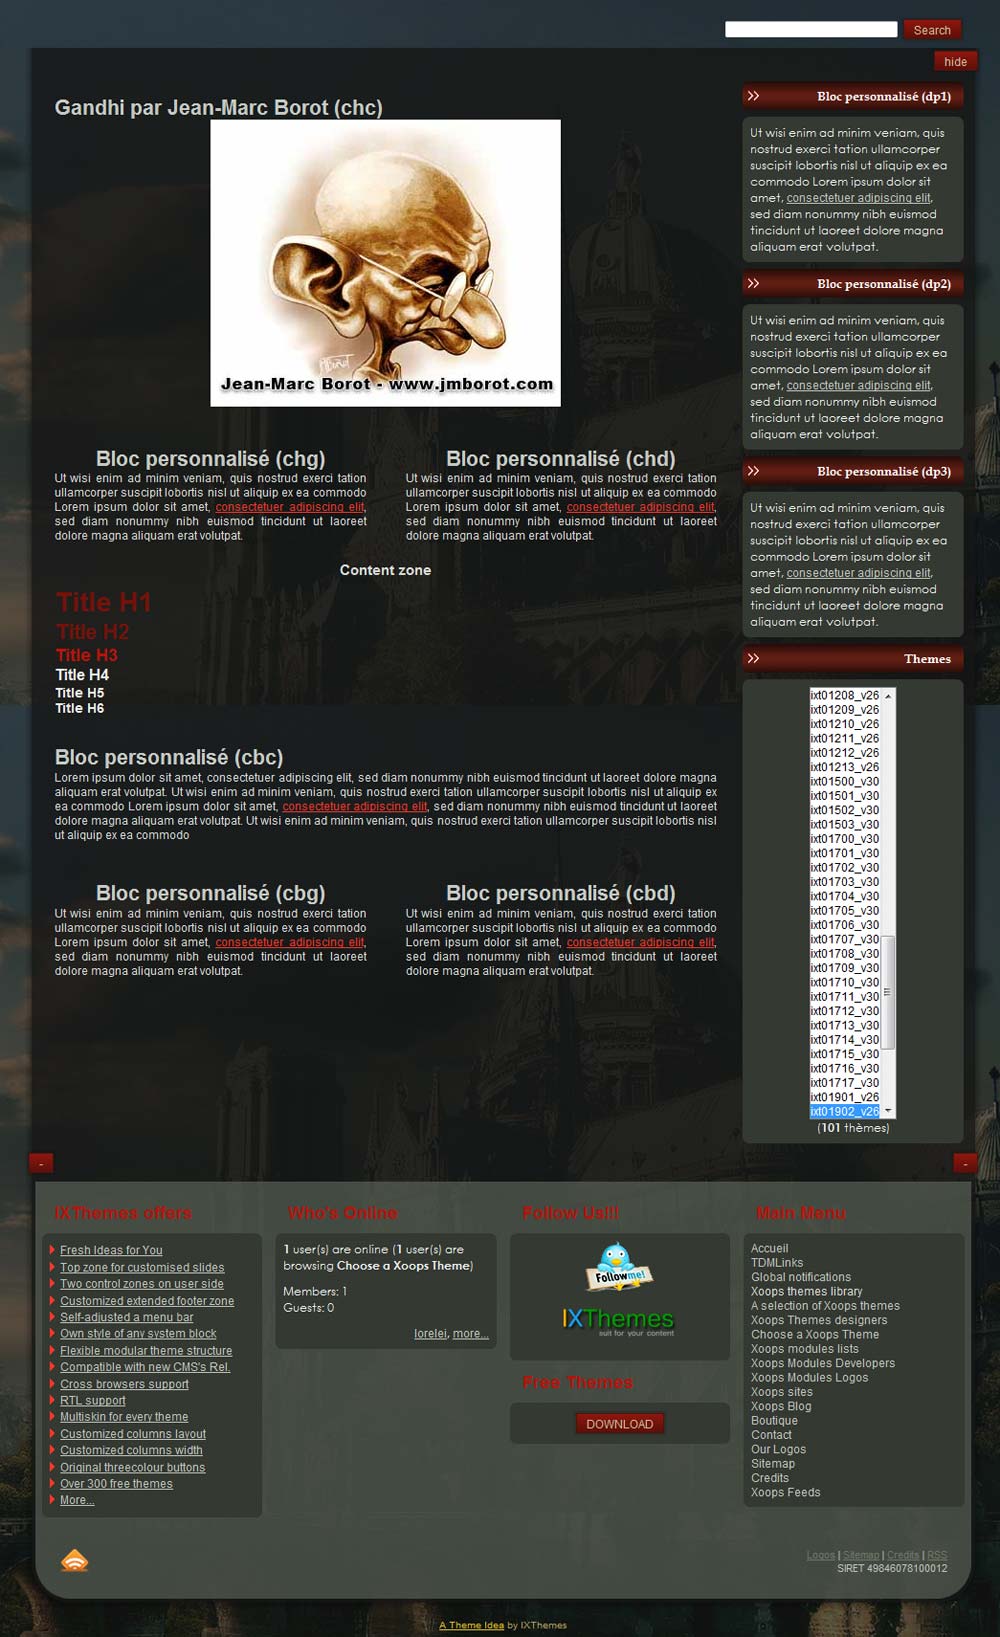 Search
hide
Gandhi par Jean-Marc Borot (chc)
Jean-Marc Borot - www.jmborot.com
Bloc personnalisé (chg)
Ut wisi enim ad minim veniam, quis nostrud exerci tation
ullamcorper suscipit lobortis nisl ut aliquip ex ea commodo
Lorem ipsum dolor sit amet, consectetuer adipiscing elit,
sed diam nonummy nibh euismod tincidunt ut laoreet
dolore magna aliquam erat volutpat.
Bloc personnalisé (chd)
Ut wisi enim ad minim veniam, quis nostrud exerci tation
ullamcorper suscipit lobortis nisl ut aliquip ex ea commodo
Lorem ipsum dolor sit amet, consectetuer adipiscing elit,
sed diam nonummy nibh euismod tincidunt ut laoreet
dolore magna aliquam erat volutpat.
Content zone
Title H1
Title H2
Title H3
Title H4
Title H5
Title H6
Bloc personnalisé (cbc)
Lorem ipsum dolor sit amet, consectetuer adipiscing elit, sed diam nonummy nibh euismod tincidunt ut laoreet dolore magna
aliquam erat volutpat. Ut wisi enim ad minim veniam, quis nostrud exerci tation ullamcorper suscipit lobortis nisl ut aliquip ex
ea commodo Lorem ipsum dolor sit amet, consectetuer adipiscing elit, sed diam nonummy nibh euismod tincidunt ut laoreet
dolore magna aliquam erat volutpat. Ut wisi enim ad minim veniam, quis nostrud exerci tation ullamcorper suscipit lobortis nisl
ut aliquip ex ea commodo
Bloc personnalisé (cbg)
Ut wisi enim ad minim veniam, quis nostrud exerci tation
ullamcorper suscipit lobortis nisl ut aliquip ex ea commodo
Lorem ipsum dolor sit amet, consectetuer adipiscing elit,
sed diam nonummy nibh euismod tincidunt ut laoreet
dolore magna aliquam erat volutpat.
Bloc personnalisé (cbd)
Ut wisi enim ad minim veniam, quis nostrud exerci tation
ullamcorper suscipit lobortis nisl ut aliquip ex ea commodo
Lorem ipsum dolor sit amet, consectetuer adipiscing elit,
sed diam nonummy nibh euismod tincidunt ut laoreet
dolore magna aliquam erat volutpat.
Bloc personnalisé (dp1)
Ut wisi enim ad minim veniam, quis
nostrud exerci tation ullamcorper
suscipit lobortis nisl ut aliquip ex ea
commodo Lorem ipsum dolor sit
amet, consectetuer adipiscing elit,
sed diam nonummy nibh euismod
tincidunt ut laoreet dolore magna
aliquam erat volutpat.
Bloc personnalisé (dp2)
Ut wisi enim ad minim veniam, quis
nostrud exerci tation ullamcorper
suscipit lobortis nisl ut aliquip ex ea
commodo Lorem ipsum dolor sit
amet, consectetuer adipiscing elit,
sed diam nonummy nibh euismod
tincidunt ut laoreet dolore magna
aliquam erat volutpat.
Bloc personnalisé (dp3)
Ut wisi enim ad minim veniam, quis
nostrud exerci tation ullamcorper
suscipit lobortis nisl ut aliquip ex ea
commodo Lorem ipsum dolor sit
amet, consectetuer adipiscing elit,
sed diam nonummy nibh euismod
tincidunt ut laoreet dolore magna
aliquam erat volutpat.
Themes
ixt01208_v26
ixt01209_v26
ixt01210_v26
ixt01211_v26
ixt01212_v26
ixt01213_v26
ixt01500_v30
ixt01501_v30
ixt01502_v30
ixt01503_v30
ixt01700_v30
ixt01701_v30
ixt01702_v30
ixt01703_v30
ixt01704_v30
ixt01705_v30
ixt01706_v30
ixt01707_v30
ixt01708_v30
ixt01709_v30
ixt01710_v30
ixt01711_v30
ixt01712_v30
ixt01713_v30
ixt01714_v30
ixt01715_v30
ixt01716_v30
ixt01717_v30
ixt01901_v26
ixt01902_v26
(101 thèmes)
-
-
IXThemes offers
Fresh Ideas for You
Top zone for customised slides
Two control zones on user side
Customized extended footer zone
Self-adjusted a menu bar
Own style of any system block
Flexible modular theme structure
Compatible with new CMS's Rel.
Cross browsers support
RTL support
Multiskin for every theme
Customized columns layout
Customized columns width
Original threecolour buttons
Over 300 free themes
More...
Who's Online
1 user(s) are online (1 user(s) are
browsing Choose a Xoops Theme)
Members: 1
Guests: 0
lorelei, more...
Follow Us!!!
Followme!
IXThemes
suit for your content
Free Themes
DOWNLOAD
Main Menu
Accueil
TDMLinks
Global notifications
Xoops themes library
A selection of Xoops themes
Xoops Themes designers
Choose a Xoops Theme
Xoops modules lists
Xoops Modules Developers
Xoops Modules Logos
Xoops sites
Xoops Blog
Boutique
Contact
Our Logos
Sitemap
Credits
Xoops Feeds
Logos | Sitemap | Credits | RSS
SIRET 49846078100012
A Theme Idea by IXThemes